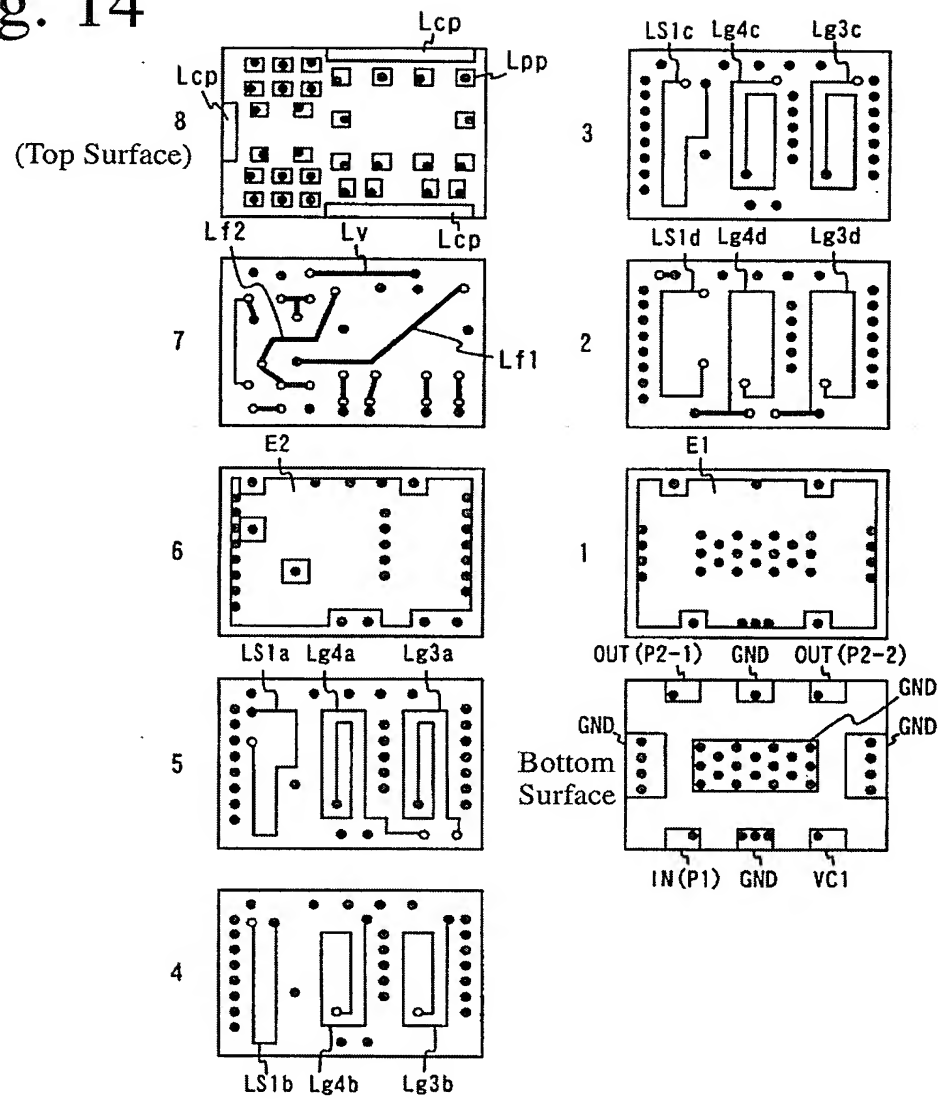 g. 14
Lcp
Lcp
Lpp
8
(Top Surface)
Lcp
Lf2
Lv
7
Lf1
E2
6
LS1a Lg4a Lg3a
5
4
LS1b Lg4b Lg3b
LS1c Lg4c Lg3c
3
LS1d Lg4d Lg3d
2
E1
1
OUT(P2-1) GND OUT(P2-2)
GND
GND
GND
Bottom
Surface
IN(P1) GND VC1